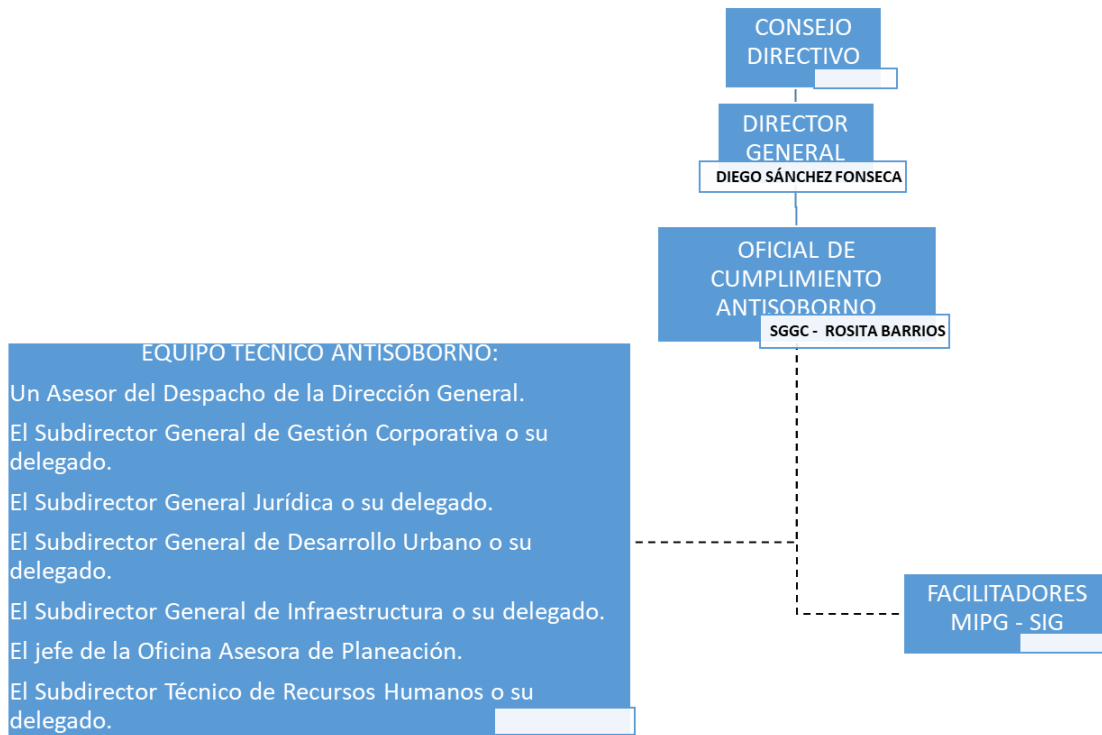 CONSEJO
DIRECTIVO
DIRECTOR
GENERAL
DIEGO SÁNCHEZ FONSECA
OFICIAL DE
CUMPLIMIENTO
ANTISOBORNO
SGGC - ROSITA BARRIOS
EQUIPO TECNICO ANTISOBORNO:
Un Asesor del Despacho de la Dirección General.
El Subdirector General de Gestión Corporativa o su
delegado.
El Subdirector General Jurídica o su delegado.
El Subdirector General de Desarrollo Urbano o su
delegado.
El Subdirector General de Infraestructura o su delegado.
El jefe de la Oficina Asesora de Planeación.
El Subdirector Técnico de Recursos Humanos o su
delegado.
FACILITADORES
MIPG - SIG